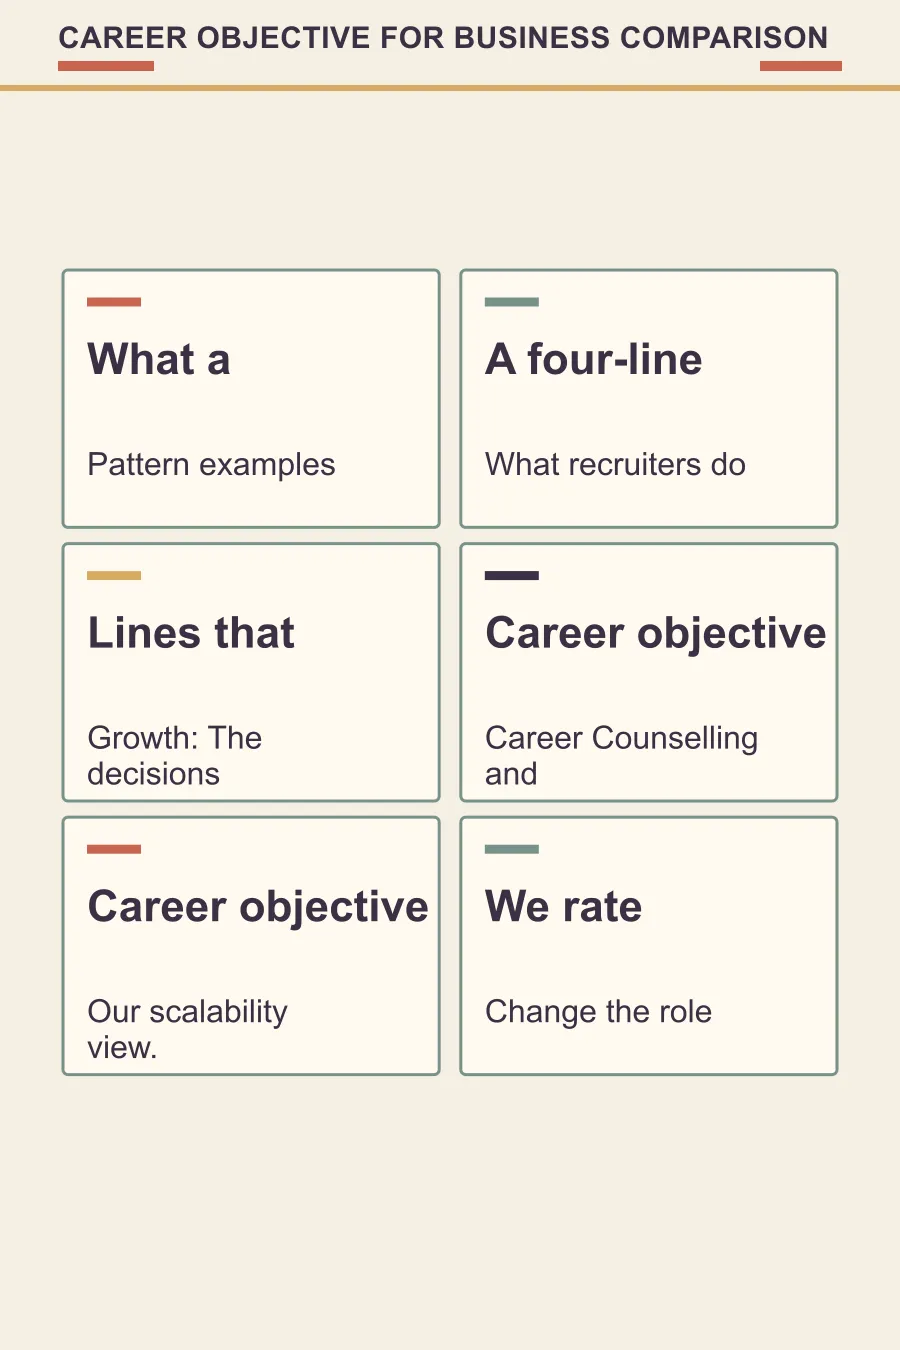 CAREER OBJECTIVE FOR BUSINESS COMPARISON
What a
Pattern examples
A four-line
What recruiters do
Lines that
Growth: The
decisions
Career objective
Career Counselling
and
Career objective
Our scalability
view.
We rate
Change the role